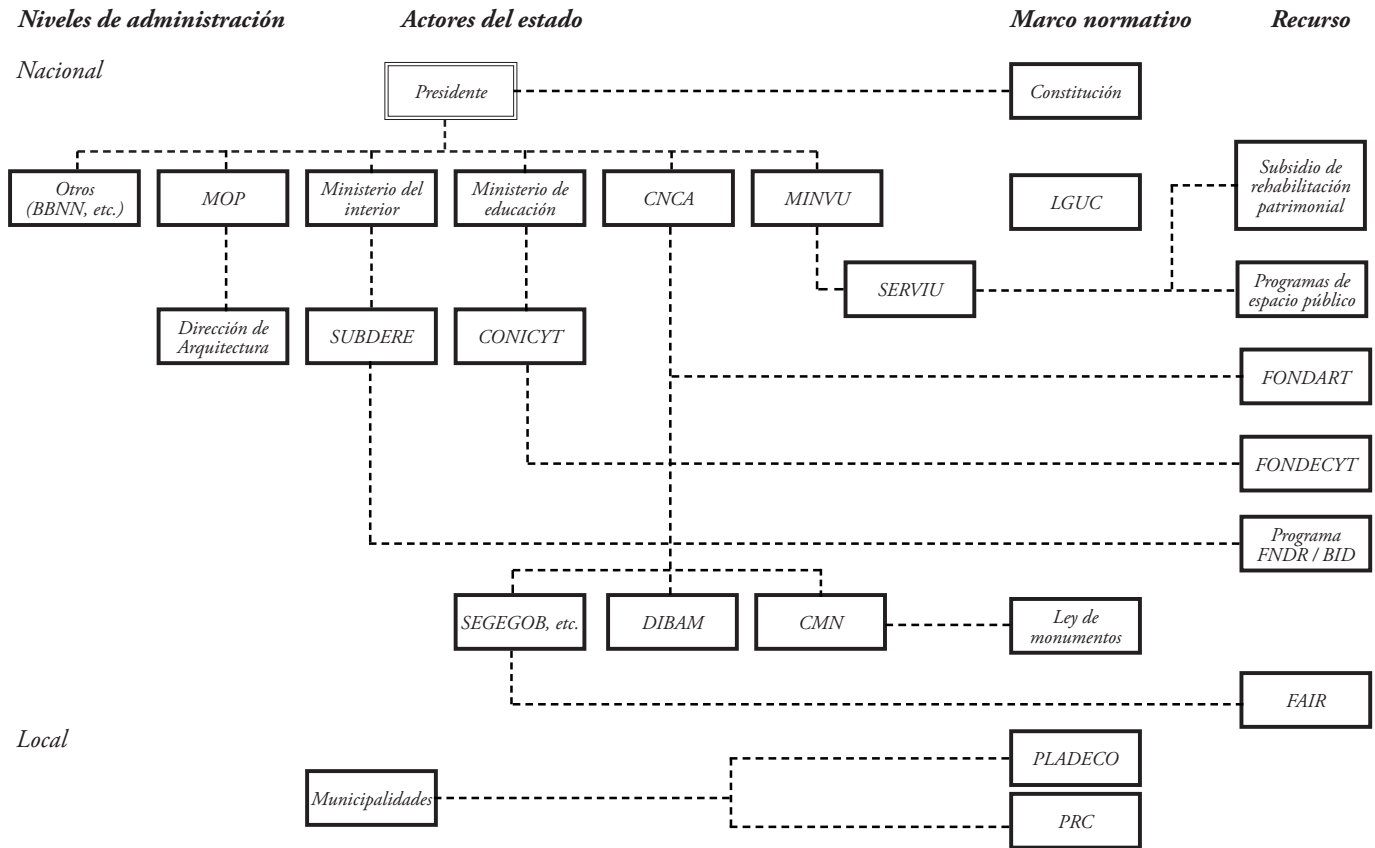 Niveles de administración
Actores del estado
Marco normativo
Recurso
Nacional
Presidente
Constitución
Otros
(BBNN, etc.)
MOP
Ministerio del
interior
Ministerio de
educación
CNCA
MINVU
LGUC
Subsidio de
rehabilitación
patrimonial
SERVIU
Programas de
espacio público
Dirección de
Arquitectura
SUBDERE
CONICYT
FONDART
FONDECYT
Programa
FNDR / BID
SEGEGOB, etc.
DIBAM
CMN
Ley de
monumentos
FAIR
Local
PLADECO
Municipalidades
PRC